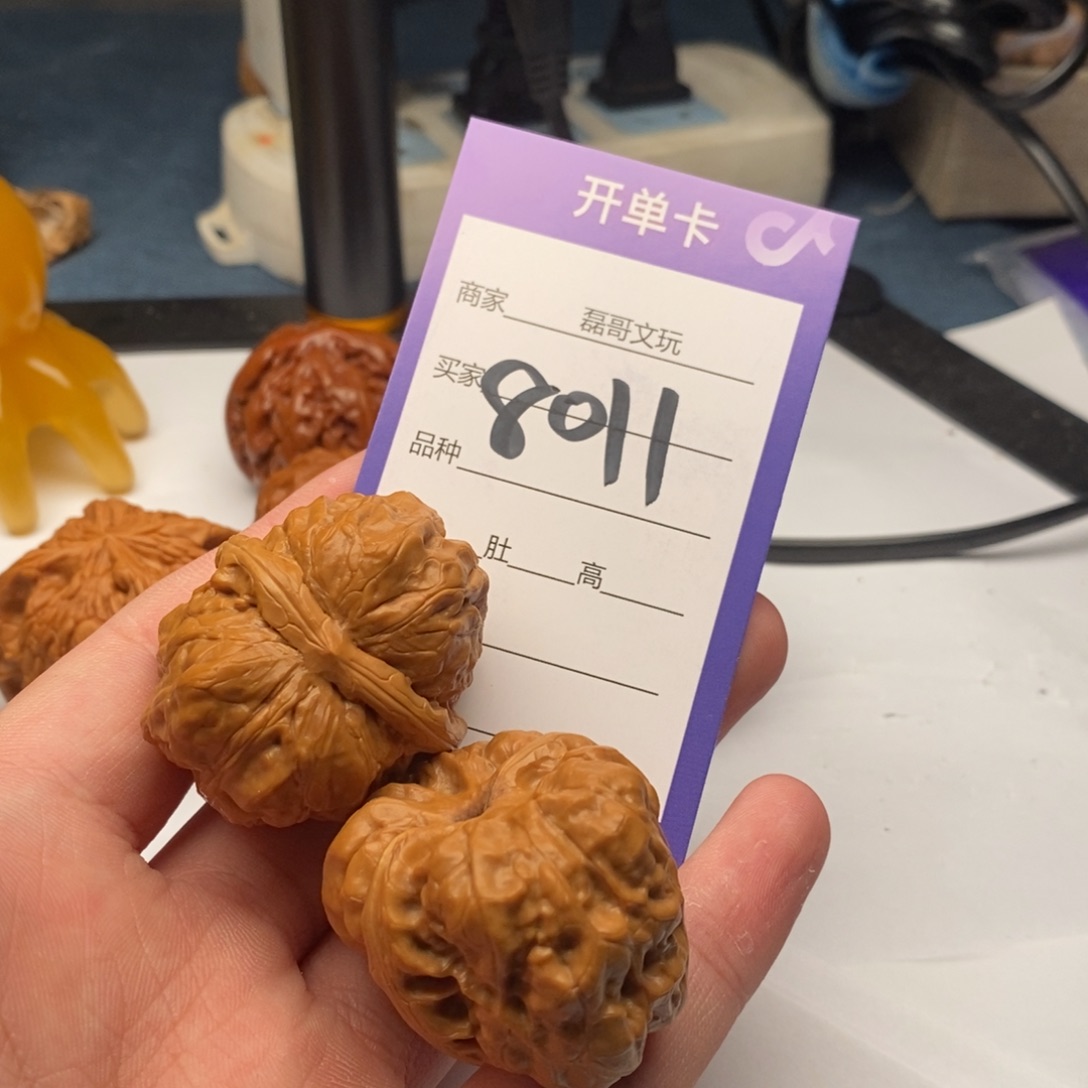 开单卡
商家 磊哥文玩
买家 8011
品种
肚 高